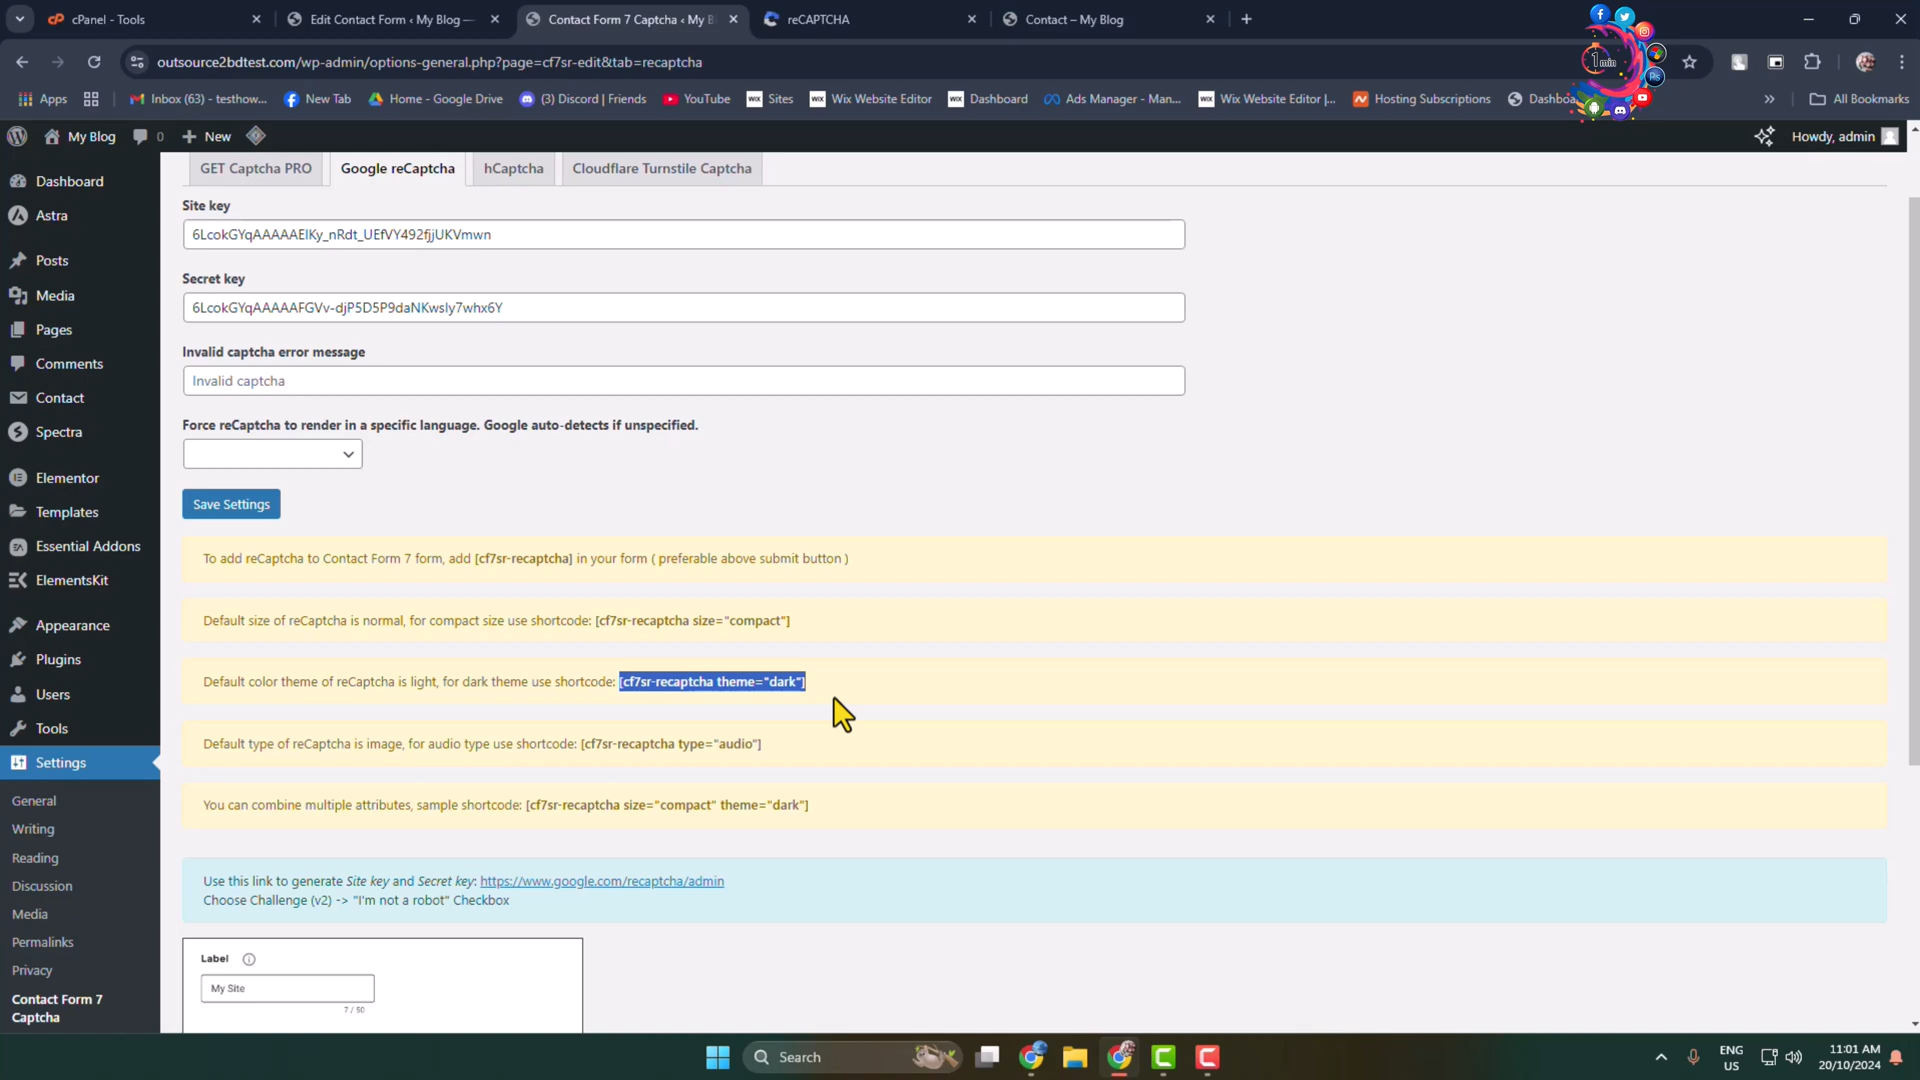 cPanel - Tools
Edit Contact Form ‹ My Blog —
Contact Form 7 Captcha ‹ My B
reCAPTCHA
Contact – My Blog
outsource2bdtest.com/wp-admin/options-general.php?page=cf7sr-edit&tab=recaptcha
1min
Ps
Apps
Inbox (63) - testhow...
New Tab
Home - Google Drive
(3) Discord | Friends
YouTube
WIX Sites
WIX Wix Website Editor
WIX Dashboard
Ads Manager - Man...
WIX Wix Website Editor |...
Hosting Subscriptions
All Bookmarks
My Blog
0
New
Howdy, admin
Dashboard
Astra
Posts
Media
Pages
Comments
Contact
Spectra
Elementor
Templates
Essential Addons
ElementsKit
Appearance
Plugins
Users
Tools
Settings
General
Writing
Reading
Discussion
Media
Permalinks
Privacy
Contact Form 7
Captcha
GET Captcha PRO
Google reCaptcha
hCaptcha
Cloudflare Turnstile Captcha
Site key
Secret key
Invalid captcha error message
Invalid captcha
Force reCaptcha to render in a specific language. Google auto-detects if unspecified.
Save Settings
To add reCaptcha to Contact Form 7 form, add [cf7sr-recaptcha] in your form ( preferable above submit button )
Default size of reCaptcha is normal, for compact size use shortcode: [cf7sr-recaptcha size="compact"]
Default color theme of reCaptcha is light, for dark theme use shortcode: [cf7sr-recaptcha theme="dark"]
Default type of reCaptcha is image, for audio type use shortcode: [cf7sr-recaptcha type="audio"]
You can combine multiple attributes, sample shortcode: [cf7sr-recaptcha size="compact" theme="dark"]
Use this link to generate Site key and Secret key: https://www.google.com/recaptcha/admin
Choose Challenge (v2) -> "I'm not a robot" Checkbox
Label
My Site
7 / 50
Search
ENG
US
11:01 AM
20/10/2024